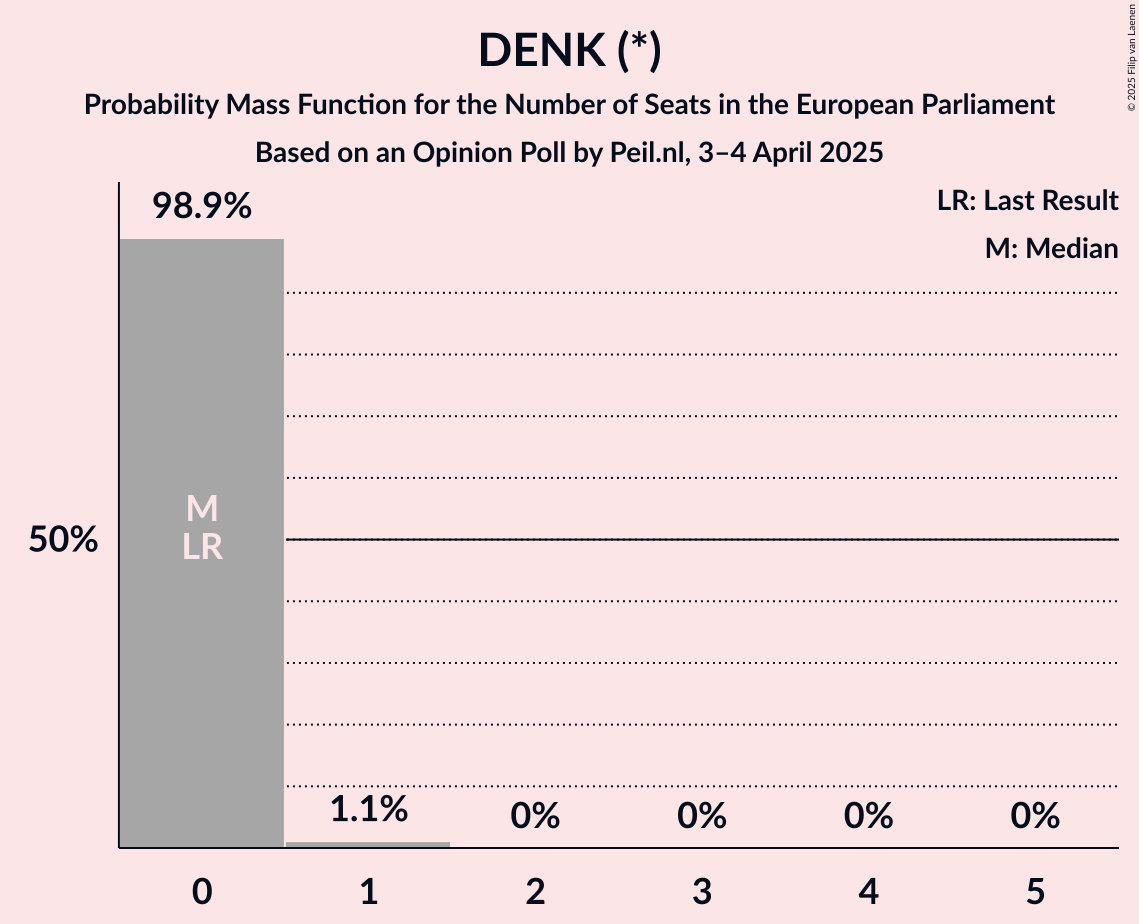 DENK (*)
Probability Mass Function for the Number of Seats in the European Parliament
Based on an Opinion Poll by Peil.nl, 3–4 April 2025
© 2025 Filip van Laenen
LR: Last Result
M: Median
98.9%
M
LR
50%
1.1%
0%
0%
0%
0%
0
1
2
3
4
5